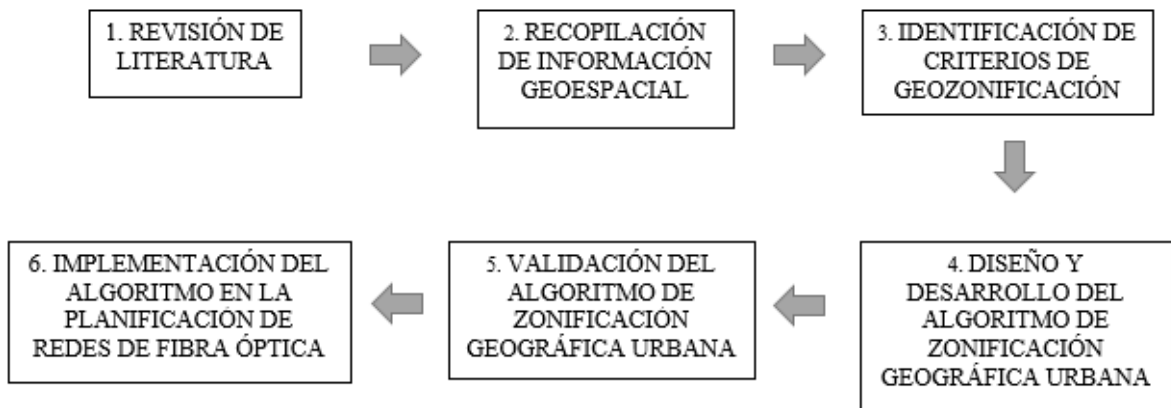 1. REVISIÓN DE
LITERATURA
2. RECOPILACIÓN
DE INFORMACIÓN
GEOESPACIAL
3. IDENTIFICACIÓN DE
CRITERIOS DE
GEOZONIFICACIÓN
4. DISEÑO Y
DESARROLLO DEL
ALGORITMO DE
ZONIFICACIÓN
GEOGRÁFICA URBANA
5. VALIDACIÓN DEL
ALGORITMO DE
ZONIFICACIÓN
GEOGRÁFICA URBANA
6. IMPLEMENTACIÓN DEL
ALGORITMO EN LA
PLANIFICACIÓN DE
REDES DE FIBRA ÓPTICA